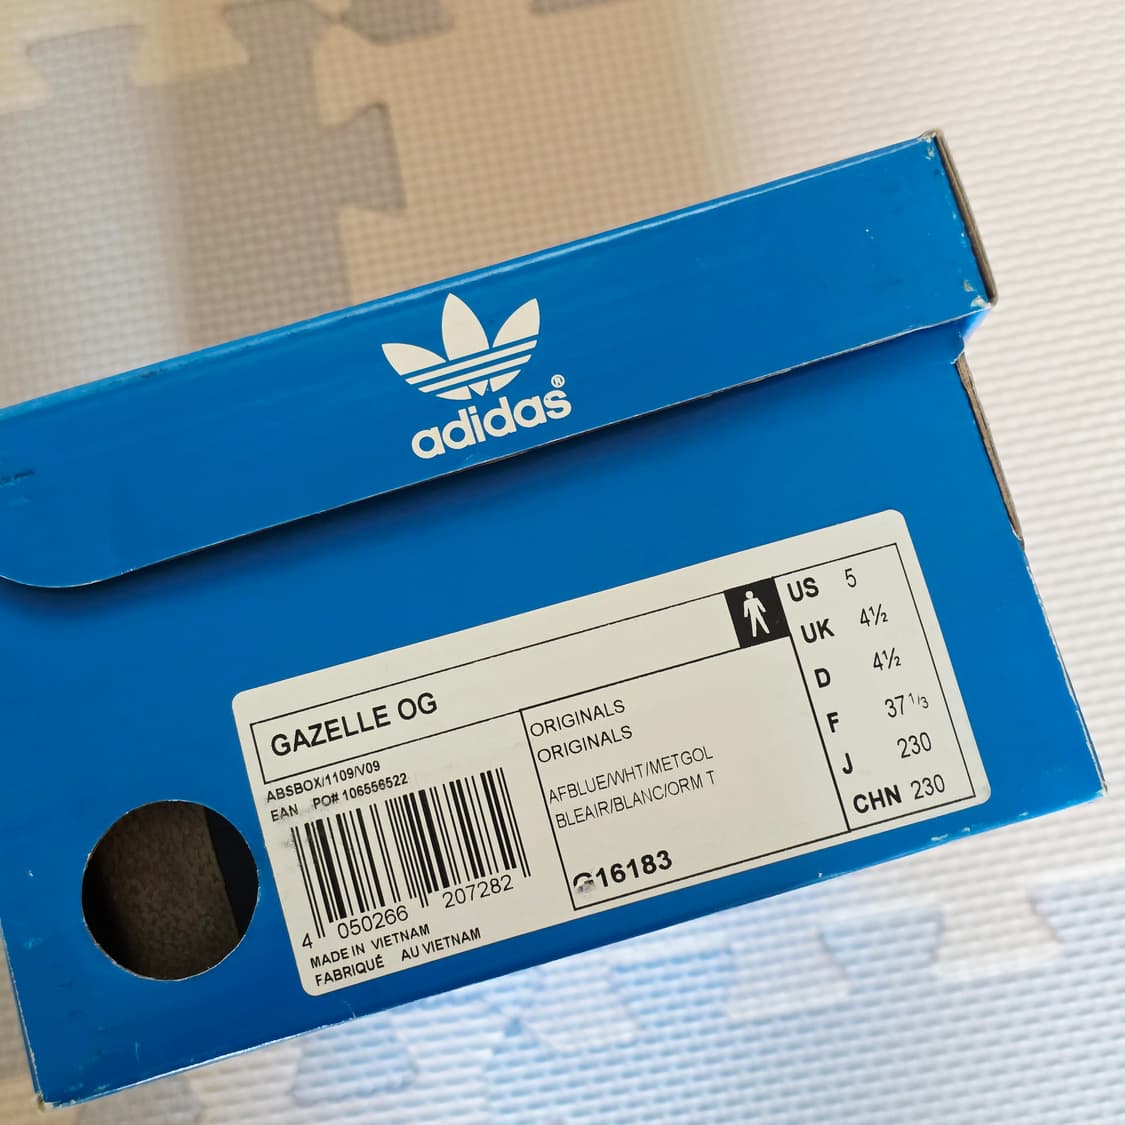 adidas®
GAZELLE OG
ABSBOX/1109/V09
EAN PO# 106556522
4 050266 207282
MADE IN VIETNAM
FABRIQUÉ AU VIETNAM
ORIGINALS
ORIGINALS
AFBLUE/WHT/METGOL
BLEAIR/BLANC/ORM T
G16183
US 5
UK 4½
D 4½
F 37 1/3
J 230
CHN 230